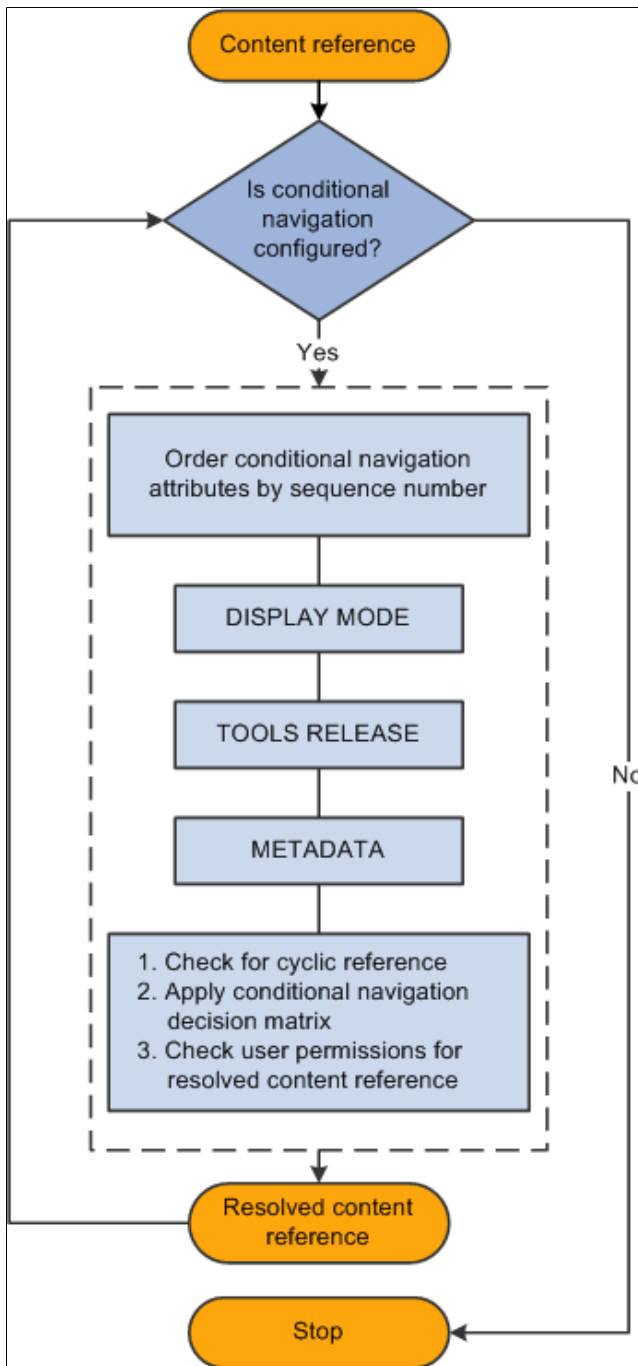 Content reference
Is conditional
navigation
configured?
Yes
Order conditional navigation
attributes by sequence number
DISPLAY MODE
TOOLS RELEASE
No
METADATA
1. Check for cyclic reference
2. Apply conditional navigation
decision matrix
3. Check user permissions for
resolved content reference
Resolved content
reference
Stop